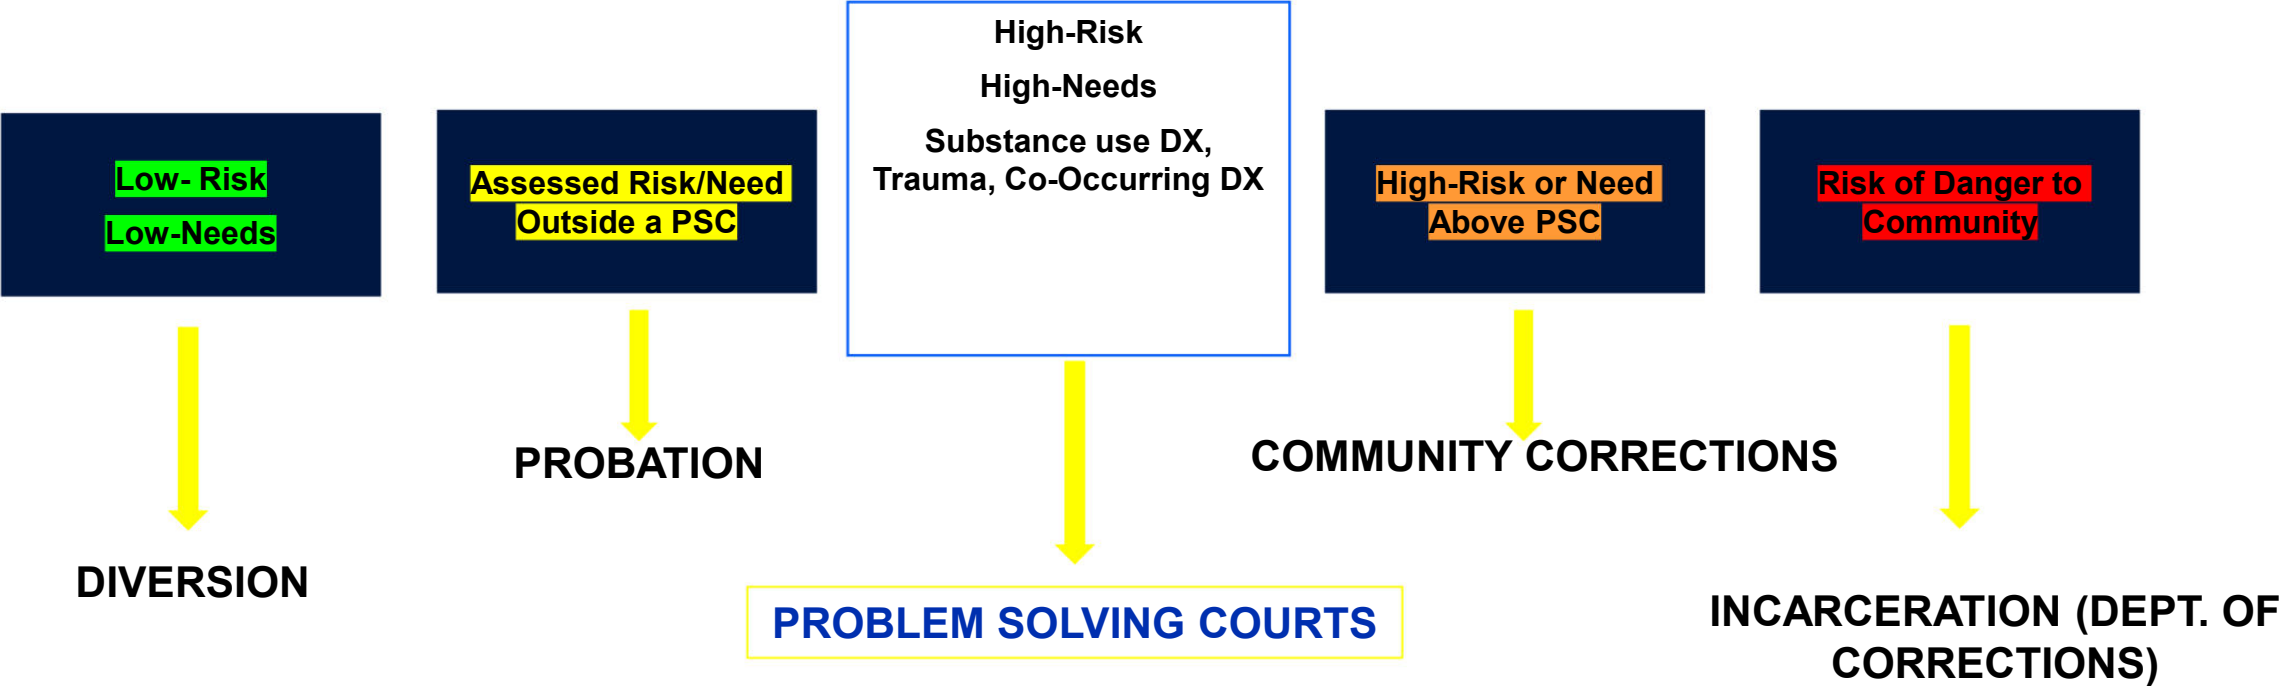 Low- Risk
Low-Needs
Assessed Risk/Need
Outside a PSC
High-Risk
High-Needs
Substance use DX,
Trauma, Co-Occurring DX
High-Risk or Need
Above PSC
Risk of Danger to
Community
DIVERSION
PROBATION
PROBLEM SOLVING COURTS
COMMUNITY CORRECTIONS
INCARCERATION (DEPT. OF
CORRECTIONS)